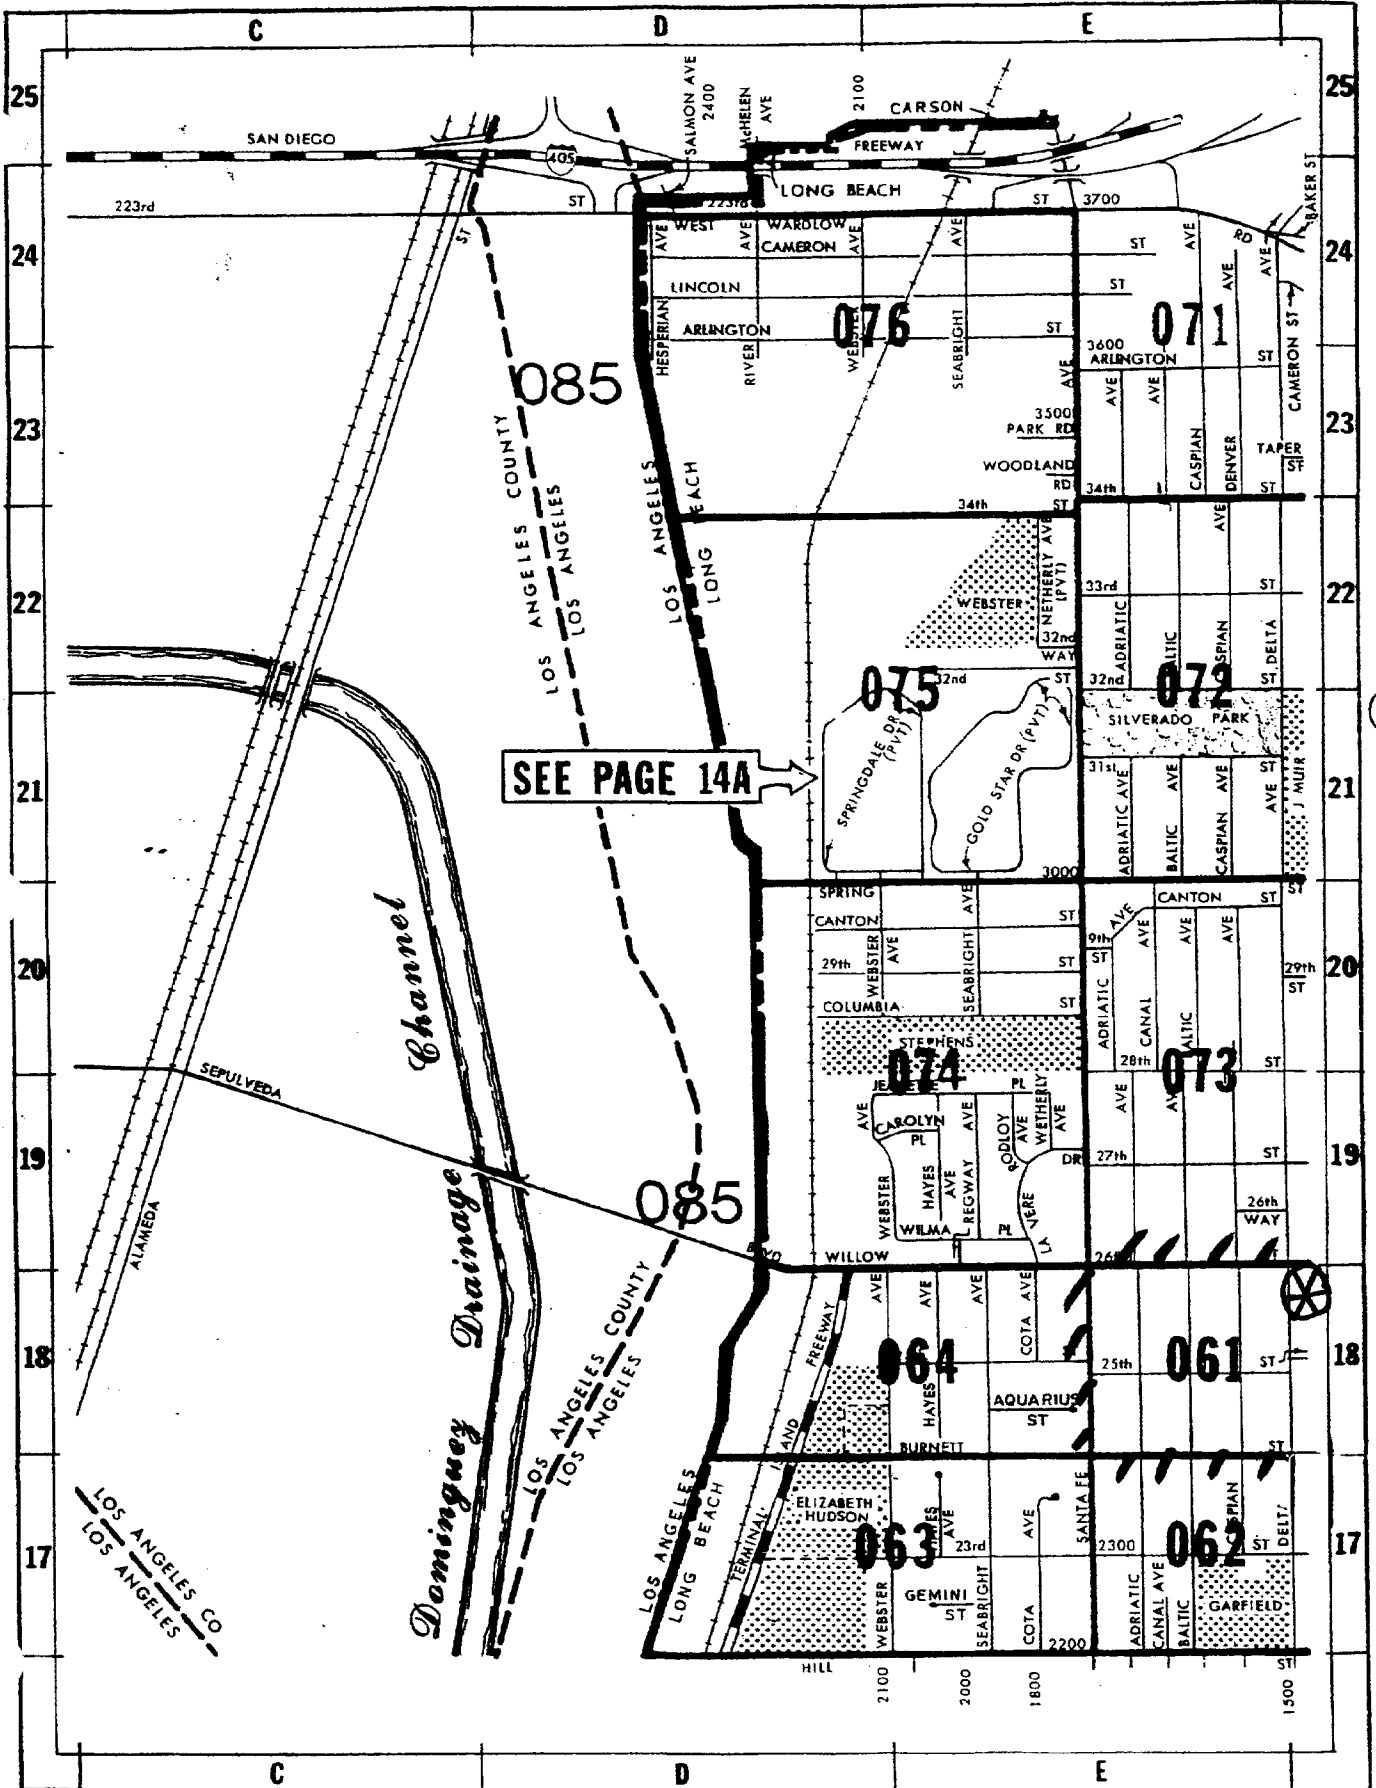 C D E
25 25
SALMON AVE
2400
McHELEN
AVE
2100
CARSON
SAN DIEGO
405
FREEWAY
LONG BEACH
BAKER ST
223rd
ST
223rd
ST
3700
ST
WEST WARDLOW
RD
24 24
AVE
AVE
AVE
AVE
AVE
AVE
AVE
CAMERON
ST
LINCOLN
ST
076
071
HESPERIAN
ARLINGTON
ST
RIVER
WEBSTER
SEABRIGHT
AVE
3600
ARLINGTON
ST
CAMERON ST
085
AVE
AVE
23 23
3500
PARK RD
WOODLAND
RD
CASPIAN
DENVER
TAPER
ST
34th
ST
34th
ST
LOS ANGELES COUNTY
LOS ANGELES
LOS ANGELES
LONG BEACH
22 22
NETHERLY AVE
(PVT)
WEBSTER
AVE
33rd
ST
ADRIATIC
DELTA
32nd
WAY
32nd
ST
32nd
ST
075
072
SILVERADO PARK
SPRINGDALE DR
(PVT)
GOLD STAR DR (PVT)
SEE PAGE 14A
21 21
31st
ST
J MUIR
ADRIATIC AVE
BALTIC
AVE
CASPIAN
AVE
AVE
3000
SPRING
ST
CANTON
ST
CANTON
ST
AVE
9th
ST
AVE
AVE
AVE
20 20
WEBSTER
AVE
SEABRIGHT
AVE
29th
ST
29th
ST
COLUMBIA
ST
ADRIATIC
CANAL
STEPHENS
28th
ST
074
073
PL
SEPULVEDA
Channel
CAROLYN
PL
AVE
AVE
AVE
WETHERLY
AVE
AVE
DR
27th
ST
19 19
WEBSTER
HAYES
AVE
REGWAY
LA VERE
26th
WAY
085
WILMA
PL
ALAMEDA
BLVD
WILLOW
Drainage
AVE
AVE
AVE
COTA AVE
FREEWAY
LOS ANGELES COUNTY
LOS ANGELES
064
061
18 18
25th
ST
HAYES
AQUARIUS
ST
BURNETT
ST
Dominguez
LOS ANGELES CO
LOS ANGELES
LOS ANGELES
LONG BEACH
TERMINAL
ISLAND
ELIZABETH
HUDSON
AVE
AVE
SANTA FE
17 17
063
062
23rd
2300
ST
GEMINI
ST
WEBSTER
SEABRIGHT
COTA
ADRIATIC
CANAL AVE
BALTIC
GARFIELD
2200
HILL
ST
2100
2000
1800
1500
C D E